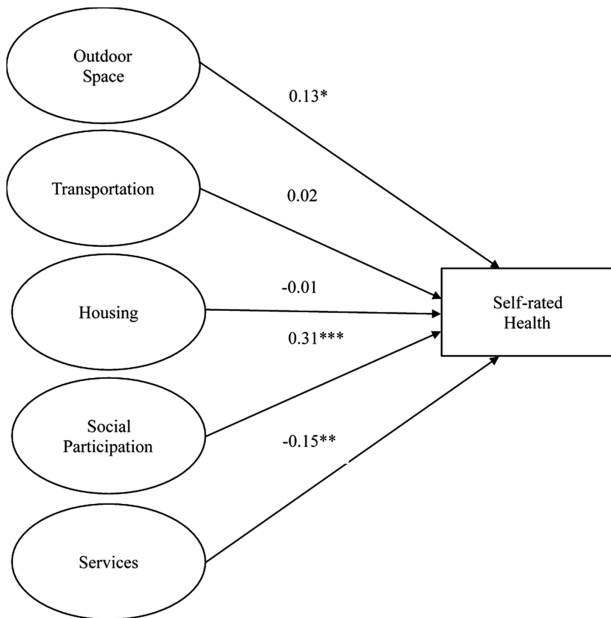 Outdoor
Space
0.13*
Transportation
0.02
Housing
-0.01
Self-rated
Health
0.31***
Social
Participation
-0.15**
Services